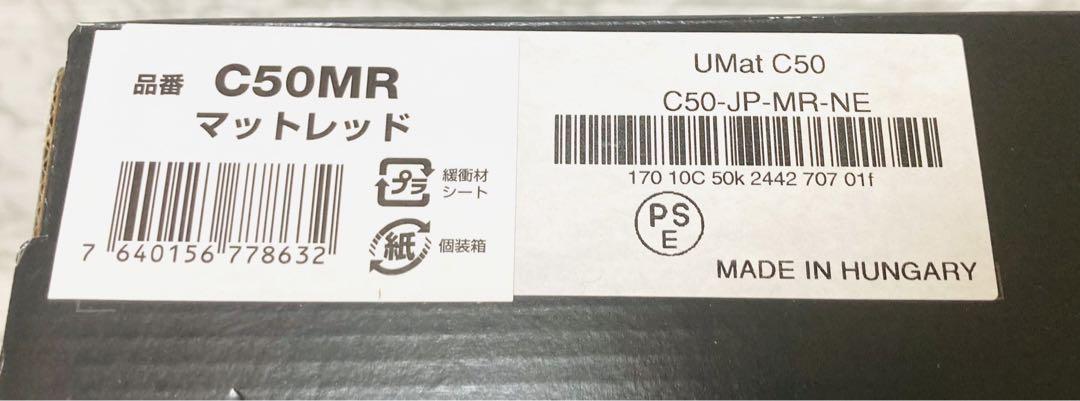 品番 C50MR
マットレッド
プラ 緩衝材
シート
紙 個装箱
7 640156 778632
UMat C50
C50-JP-MR-NE
170 10C 50k 2442 707 01f
PS
E
MADE IN HUNGARY